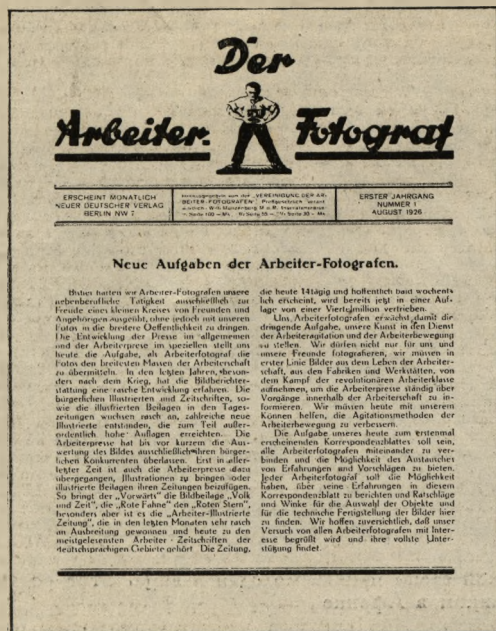 Der
Arbeiter-Fotograf
ERSCHEINT MONATLICH
NEUER DEUTSCHER VERLAG
BERLIN NW 7
Herausgegeben von der „VEREINIGUNG DER AR-
BEITER-FOTOGRAFEN“
ERSTER JAHRGANG
NUMMER 1
AUGUST 1926
Neue Aufgaben der Arbeiter-Fotografen.
Bisher hatten wir Arbeiter-Fotografen unsere
nebenberufliche Tätigkeit ausschließlich zur
Freude eines kleinen Kreises von Freunden und
Angehörigen ausgeübt, ohne jedoch mit unseren
Fotos in die breitere Oeffentlichkeit zu dringen.
Die Entwicklung der Presse im allgemeinen
und der Arbeiterpresse im speziellen stellt uns
heute die Aufgabe, als Arbeiterfotograf die
Fotos den breitesten Massen der Arbeiterschaft
zu übermitteln. In den letzten Jahren, beson-
ders nach dem Krieg, hat die Bildbericht-
erstattung eine rasche Entwicklung erfahren. Die
bürgerlichen Illustrierten und Zeitschriften, so-
wie die illustrierten Beilagen in den Tages-
zeitungen wuchsen rasch an, zahlreiche neue
Illustrierte entstanden, die zum Teil außer-
ordentlich hohe Auflagen erreichten. Die
Arbeiterpresse hat bis vor kurzem die Aus-
wertung des Bildes ausschließlich ihren bürger-
lichen Konkurrenten überlassen. Erst in aller-
letzter Zeit ist auch die Arbeiterpresse dazu
übergegangen, Illustrationen zu bringen oder
illustrierte Beilagen ihren Zeitungen beizufügen.
So bringt der „Vorwärts“ die Bildbeilage „Volk
und Zeit“, die „Rote Fahne“ den „Roten Stern“,
besonders aber ist es die „Arbeiter-Illustrierte
Zeitung“, die in den letzten Monaten sehr rasch
an Ausbreitung gewonnen und heute zu den
meistgelesensten Arbeiter-Zeitschriften der
deutschsprachigen Gebiete gehört. Die Zeitung,
die heute 14tägig und hoffentlich bald wöchent-
lich erscheint, wird bereits jetzt in einer Auf-
lage von einer Viertelmillion vertrieben.
Uns Arbeiterfotografen erwächst damit die
dringende Aufgabe, unsere Kunst in den Dienst
der Arbeiteragitation und der Arbeiterbewegung
zu stellen. Wir dürfen nicht nur für uns und
unsere Freunde fotografieren, wir müssen in
erster Linie Bilder aus dem Leben der Arbeiter-
schaft, aus den Fabriken und Werkstätten, von
dem Kampf der revolutionären Arbeiterklasse
aufnehmen, um die Arbeiterpresse ständig über
Vorgänge innerhalb der Arbeiterschaft zu in-
formieren. Wir müssen heute mit unserem
Können helfen, die Agitationsmethoden der
Arbeiterbewegung zu verbessern.
Die Aufgabe unseres heute zum erstenmal
erscheinenden Korrespondenzblattes soll sein,
alle Arbeiterfotografen miteinander zu ver-
binden und die Möglichkeit des Austausches
von Erfahrungen und Vorschlägen zu bieten.
Jeder Arbeiterfotograf soll die Möglichkeit
haben, über seine Erfahrungen in diesem
Korrespondenzblatt zu berichten und Ratschläge
und Winke für die Auswahl der Objekte und
für die technische Fertigstellung der Bilder hier
zu finden. Wir hoffen zuversichtlich, daß unser
Versuch von allen Arbeiterfotografen mit Inter-
esse begrüßt wird und ihre vollste Unter-
stützung findet.